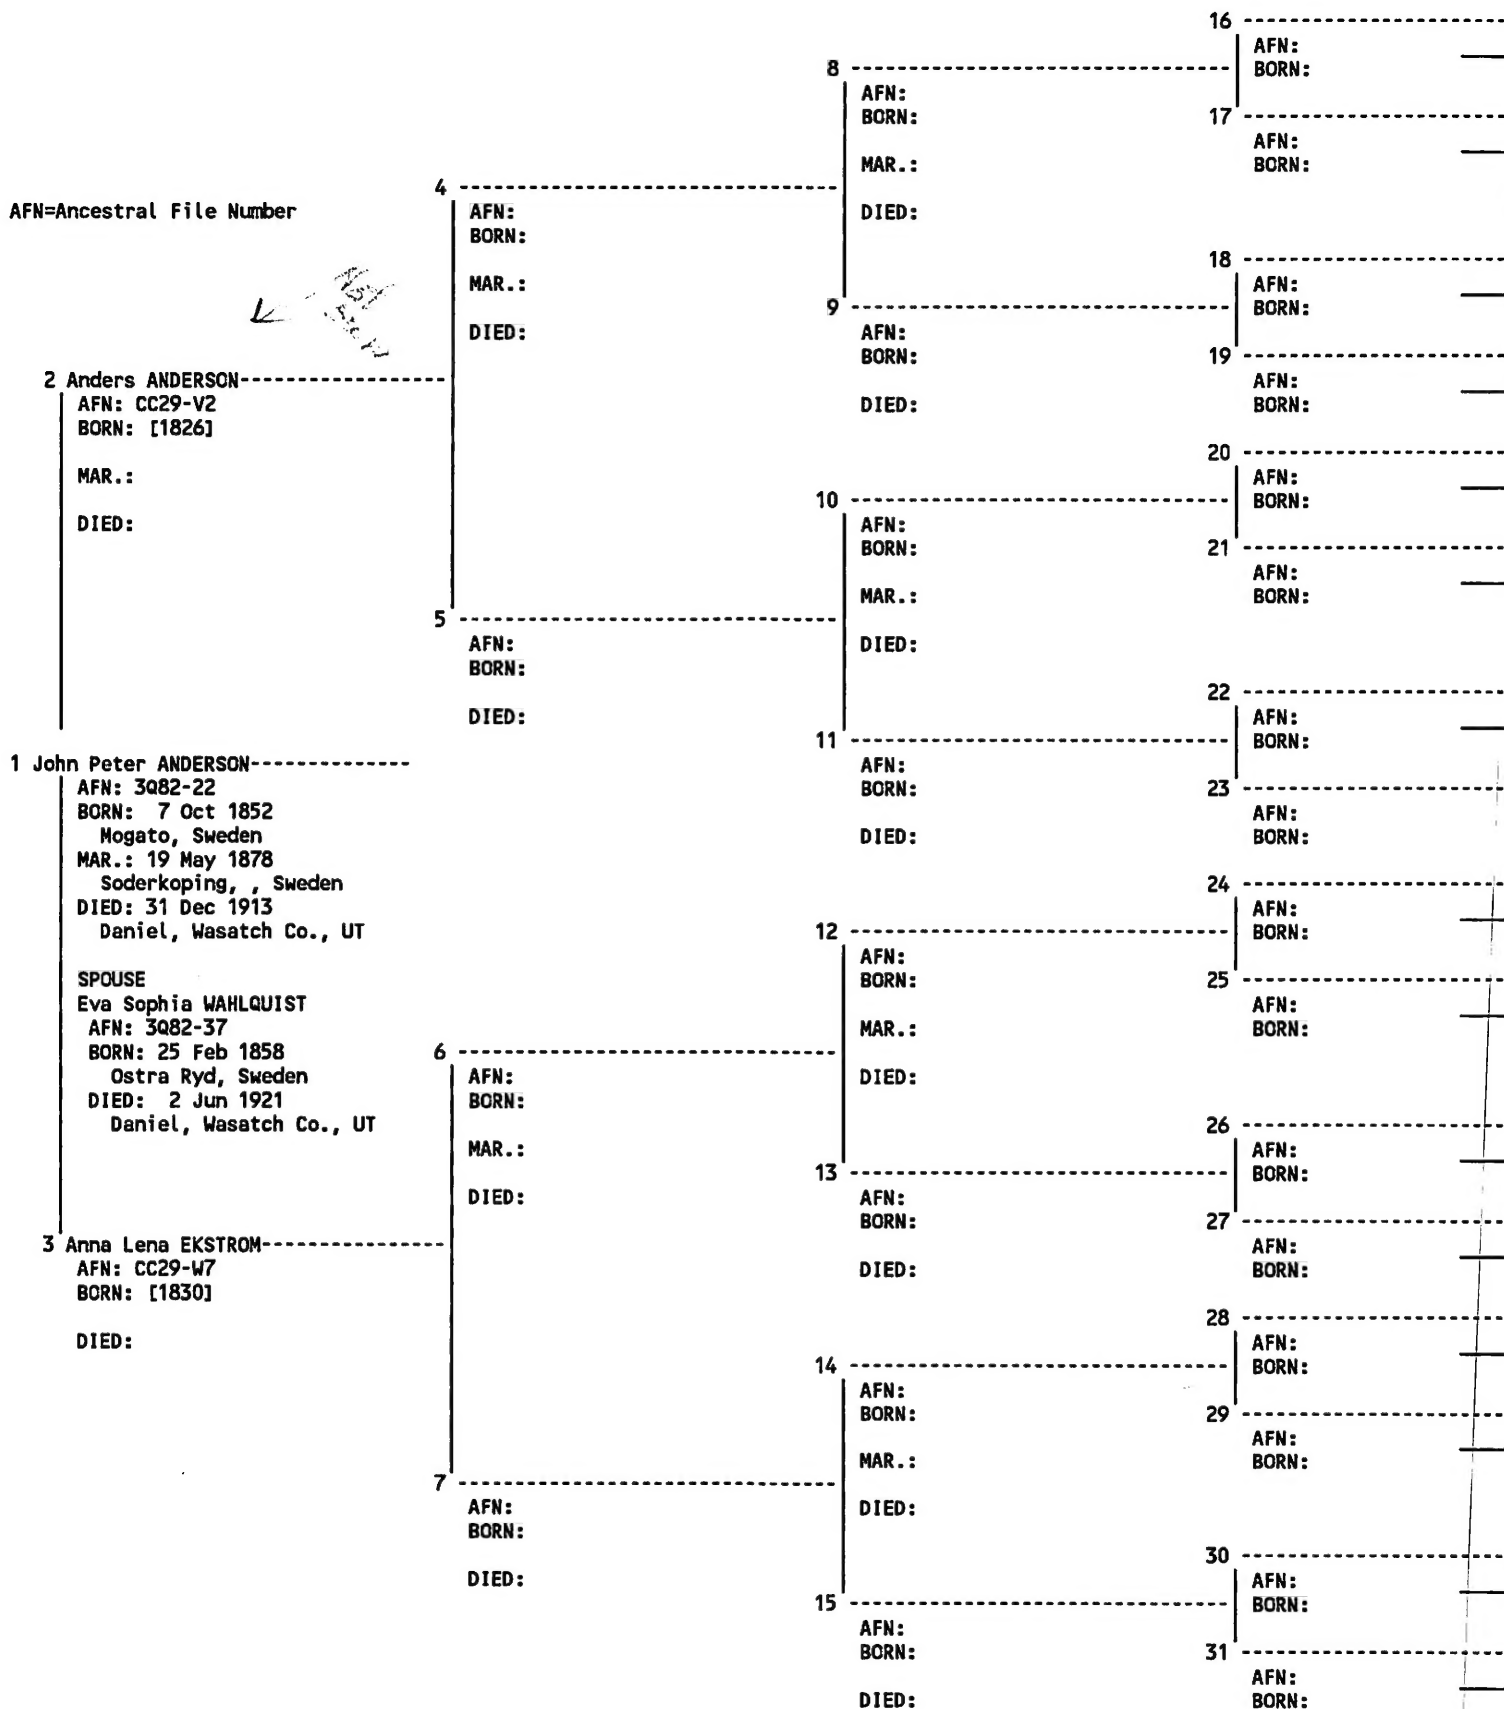 AFN=Ancestral File Number
2 Anders ANDERSON
AFN: CC29-V2
BORN: [1826]
MAR.:
DIED:
1 John Peter ANDERSON
AFN: 3Q82-22
BORN: 7 Oct 1852
Mogato, Sweden
MAR.: 19 May 1878
Soderkoping, , Sweden
DIED: 31 Dec 1913
Daniel, Wasatch Co., UT
SPOUSE
Eva Sophia WAHLQUIST
AFN: 3Q82-37
BORN: 25 Feb 1858
Ostra Ryd, Sweden
DIED: 2 Jun 1921
Daniel, Wasatch Co., UT
3 Anna Lena EKSTROM
AFN: CC29-W7
BORN: [1830]
DIED:
4
AFN:
BORN:
MAR.:
DIED:
5
AFN:
BORN:
DIED:
6
AFN:
BORN:
MAR.:
DIED:
7
AFN:
BORN:
DIED:
8
AFN:
BORN:
MAR.:
DIED:
9
AFN:
BORN:
DIED:
10
AFN:
BORN:
MAR.:
DIED:
11
AFN:
BORN:
DIED:
12
AFN:
BORN:
MAR.:
DIED:
13
AFN:
BORN:
DIED:
14
AFN:
BORN:
MAR.:
DIED:
15
AFN:
BORN:
DIED:
16
AFN:
BORN:
17
AFN:
BORN:
18
AFN:
BORN:
19
AFN:
BORN:
20
AFN:
BORN:
21
AFN:
BORN:
22
AFN:
BORN:
23
AFN:
BORN:
24
AFN:
BORN:
25
AFN:
BORN:
26
AFN:
BORN:
27
AFN:
BORN:
28
AFN:
BORN:
29
AFN:
BORN:
30
AFN:
BORN:
31
AFN:
BORN: